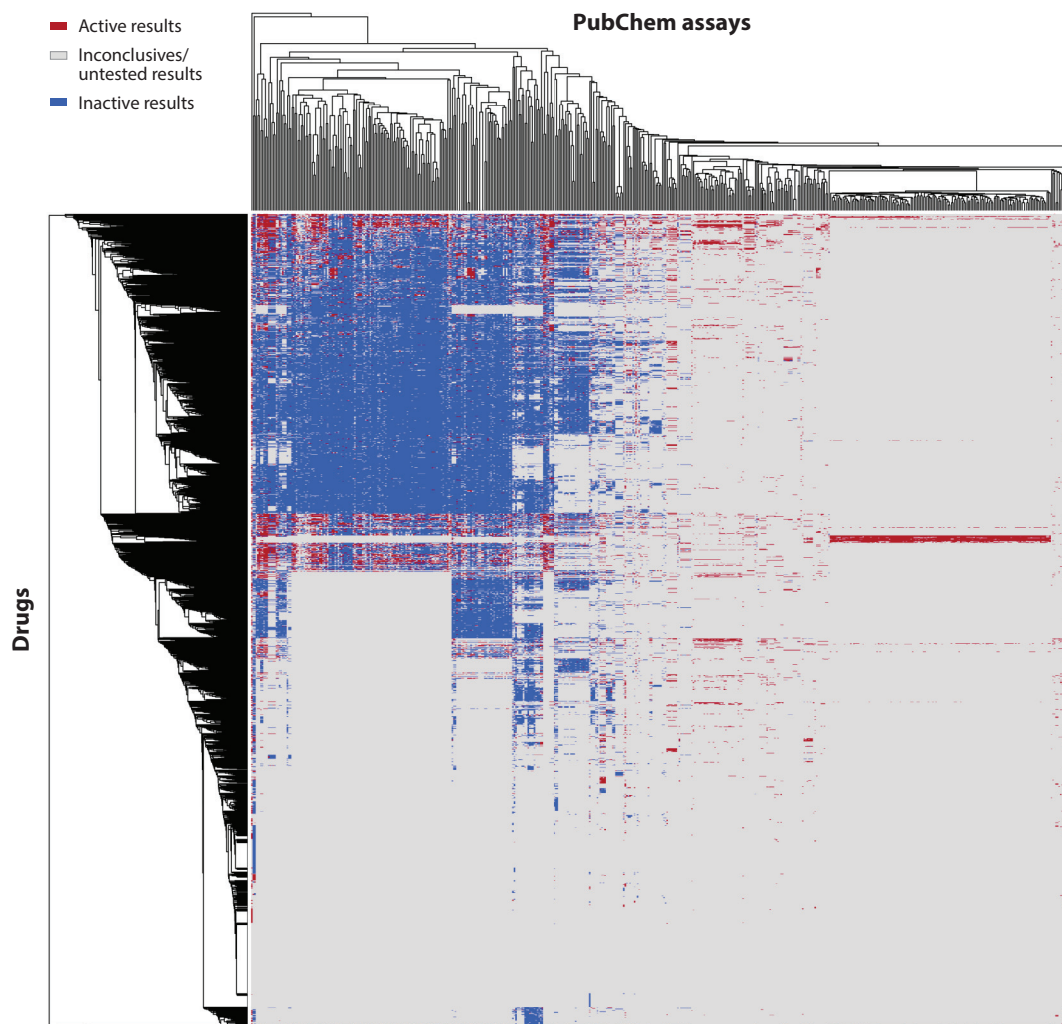 PubChem assays
Active results
Inconclusives/
untested results
Inactive results
Drugs